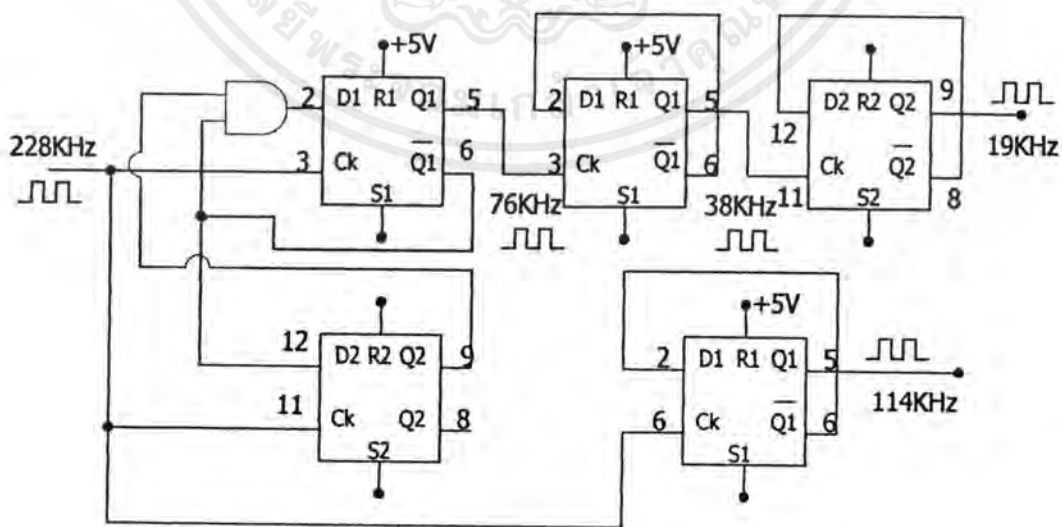 +5V
+5V
2 D1 R1 Q1 5
2 D1 R1 Q1 5
D2 R2 Q2 9
12
228KHz
3 Ck Q1 6
3 Ck Q1 6
Ck Q2 8
11
19KHz
S1
S1
S2
76KHz
38KHz
+5V
12 D2 R2 Q2 9
2 D1 R1 Q1 5
11 Ck Q2 8
6 Ck Q1 6
114KHz
S2
S1